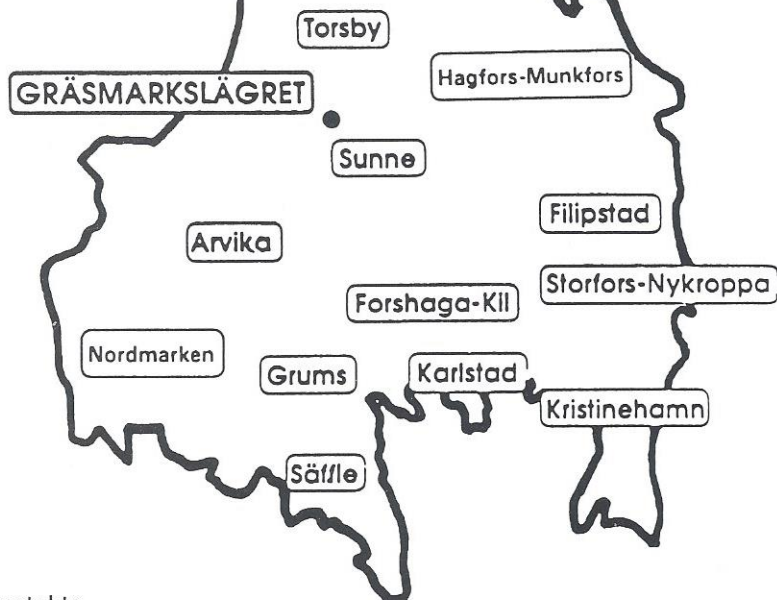 Torsby
Hagfors-Munkfors
GRÄSMARKSLÄGRET
Sunne
Filipstad
Arvika
Storfors-Nykroppa
Forshaga-Kil
Nordmarken
Grums
Karlstad
Kristinehamn
Säffle